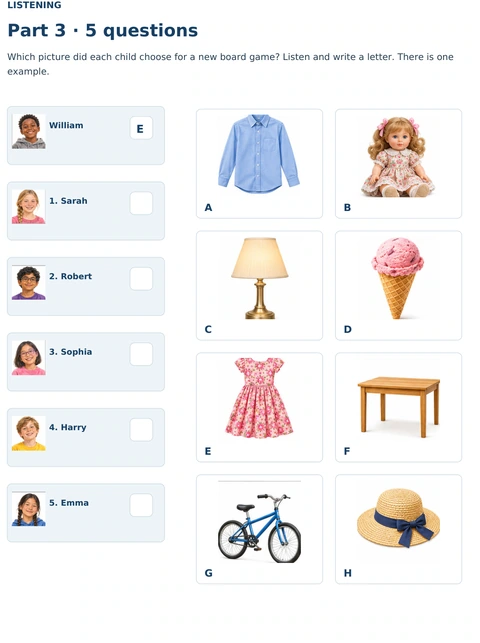 LISTENING
Part 3 · 5 questions
Which picture did each child choose for a new board game? Listen and write a letter. There is one
example.
William
E
1. Sarah
2. Robert
3. Sophia
4. Harry
5. Emma
A
B
C
D
E
F
G
H